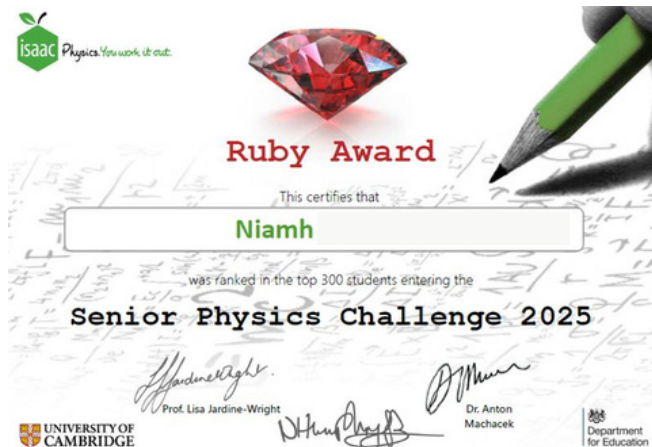 isaac Physics. You work it out.
Ruby Award
This certifies that
Niamh
was ranked in the top 300 students entering the
Senior Physics Challenge 2025
Prof. Lisa Jardine-Wright
Dr. Anton
Machacek
UNIVERSITY OF
CAMBRIDGE
Department
for Education